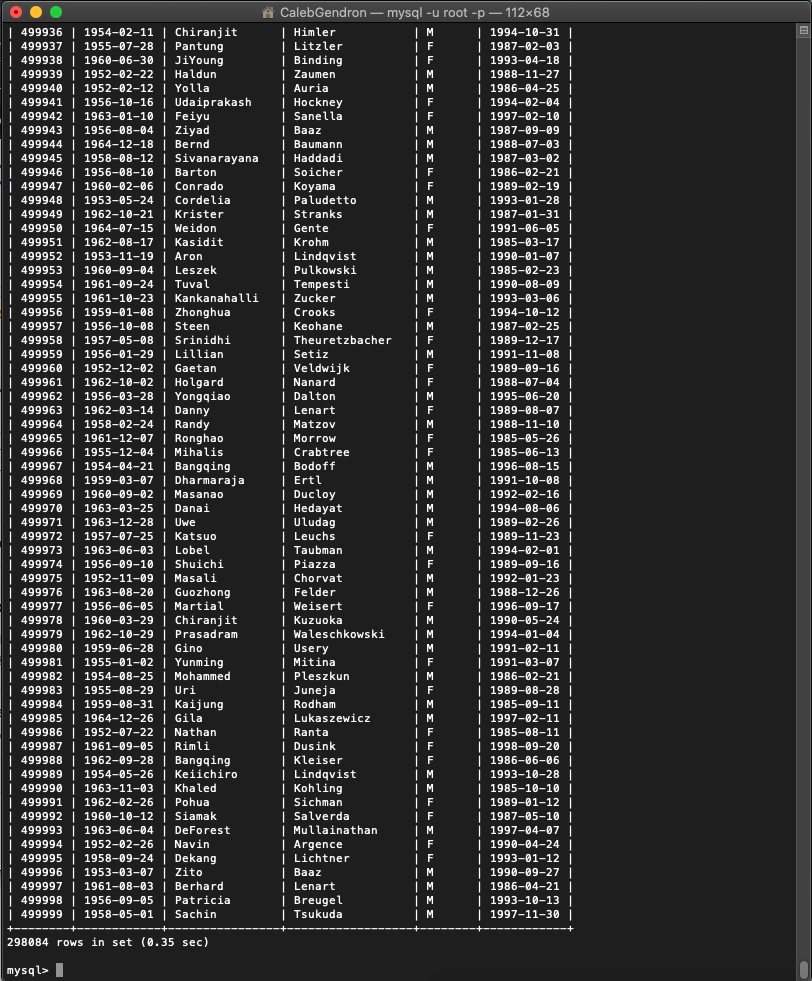 CalebGendron — mysql -u root -p — 112×68
| 499936 | 1954-02-11 | Chiranjit | Himler | M | 1994-10-31 |
| 499937 | 1955-07-28 | Pantung | Litzler | F | 1987-02-03 |
| 499938 | 1960-06-30 | JiYoung | Binding | F | 1993-04-18 |
| 499939 | 1952-02-22 | Haldun | Zaumen | M | 1988-11-27 |
| 499940 | 1952-02-12 | Yolla | Auria | M | 1986-04-25 |
| 499941 | 1956-10-16 | Udaiprakash | Hockney | F | 1994-02-04 |
| 499942 | 1963-01-10 | Feiyu | Sanella | F | 1997-02-10 |
| 499943 | 1956-08-04 | Ziyad | Baaz | M | 1987-09-09 |
| 499944 | 1964-12-18 | Bernd | Baumann | M | 1988-07-03 |
| 499945 | 1958-08-12 | Sivanarayana | Haddadi | M | 1987-03-02 |
| 499946 | 1956-08-10 | Barton | Soicher | F | 1986-02-21 |
| 499947 | 1960-02-06 | Conrado | Koyama | F | 1989-02-19 |
| 499948 | 1953-05-24 | Cordelia | Paludetto | M | 1993-01-28 |
| 499949 | 1962-10-21 | Krister | Stranks | M | 1987-01-31 |
| 499950 | 1964-07-15 | Weidon | Gente | F | 1991-06-05 |
| 499951 | 1962-08-17 | Kasidit | Krohm | M | 1985-03-17 |
| 499952 | 1953-11-19 | Aron | Lindqvist | M | 1990-01-07 |
| 499953 | 1960-09-04 | Leszek | Pulkowski | M | 1985-02-23 |
| 499954 | 1961-09-24 | Tuval | Tempesti | M | 1990-08-09 |
| 499955 | 1961-10-23 | Kankanahalli | Zucker | M | 1993-03-06 |
| 499956 | 1959-01-08 | Zhonghua | Crooks | F | 1994-10-12 |
| 499957 | 1956-10-08 | Steen | Keohane | F | 1987-02-25 |
| 499958 | 1957-05-08 | Srinidhi | Theuretzbacher | F | 1989-12-17 |
| 499959 | 1956-01-29 | Lillian | Setiz | M | 1991-11-08 |
| 499960 | 1952-12-02 | Gaetan | Veldwijk | F | 1989-09-16 |
| 499961 | 1962-10-02 | Holgard | Nanard | F | 1988-07-04 |
| 499962 | 1956-03-28 | Yongqiao | Dalton | M | 1995-06-20 |
| 499963 | 1962-03-14 | Danny | Lenart | F | 1989-08-07 |
| 499964 | 1958-02-24 | Randy | Matzov | M | 1988-11-10 |
| 499965 | 1961-12-07 | Ronghao | Morrow | F | 1985-05-26 |
| 499966 | 1955-12-04 | Mihalis | Crabtree | F | 1985-06-13 |
| 499967 | 1954-04-21 | Bangqing | Bodoff | M | 1996-08-15 |
| 499968 | 1959-03-07 | Dharmaraja | Ertl | M | 1991-10-08 |
| 499969 | 1960-09-02 | Masanao | Ducloy | M | 1992-02-16 |
| 499970 | 1963-03-25 | Danai | Hedayat | M | 1994-08-06 |
| 499971 | 1963-12-28 | Uwe | Uludag | M | 1989-02-26 |
| 499972 | 1957-07-25 | Katsuo | Leuchs | F | 1989-11-23 |
| 499973 | 1963-06-03 | Lobel | Taubman | M | 1994-02-01 |
| 499974 | 1956-09-10 | Shuichi | Piazza | F | 1989-09-16 |
| 499975 | 1952-11-09 | Masali | Chorvat | M | 1992-01-23 |
| 499976 | 1963-08-20 | Guozhong | Felder | M | 1988-12-26 |
| 499977 | 1956-06-05 | Martial | Weisert | F | 1996-09-17 |
| 499978 | 1960-03-29 | Chiranjit | Kuzuoka | M | 1990-05-24 |
| 499979 | 1962-10-29 | Prasadram | Waleschkowski | M | 1994-01-04 |
| 499980 | 1959-06-28 | Gino | Usery | M | 1991-02-11 |
| 499981 | 1955-01-02 | Yunming | Mitina | F | 1991-03-07 |
| 499982 | 1954-08-25 | Mohammed | Pleszkun | M | 1986-02-21 |
| 499983 | 1955-08-29 | Uri | Juneja | F | 1989-08-28 |
| 499984 | 1959-08-31 | Kaijung | Rodham | M | 1985-09-11 |
| 499985 | 1964-12-26 | Gila | Lukaszewicz | M | 1997-02-11 |
| 499986 | 1952-07-22 | Nathan | Ranta | F | 1985-08-11 |
| 499987 | 1961-09-05 | Rimli | Dusink | F | 1998-09-20 |
| 499988 | 1962-09-28 | Bangqing | Kleiser | F | 1986-06-06 |
| 499989 | 1954-05-26 | Keiichiro | Lindqvist | M | 1993-10-28 |
| 499990 | 1963-11-03 | Khaled | Kohling | M | 1985-10-10 |
| 499991 | 1962-02-26 | Pohua | Sichman | F | 1989-01-12 |
| 499992 | 1960-10-12 | Siamak | Salverda | F | 1987-05-10 |
| 499993 | 1963-06-04 | DeForest | Mullainathan | M | 1997-04-07 |
| 499994 | 1952-02-26 | Navin | Argence | F | 1990-04-24 |
| 499995 | 1958-09-24 | Dekang | Lichtner | F | 1993-01-12 |
| 499996 | 1953-03-07 | Zito | Baaz | M | 1990-09-27 |
| 499997 | 1961-08-03 | Berhard | Lenart | M | 1986-04-21 |
| 499998 | 1956-09-05 | Patricia | Breugel | M | 1993-10-13 |
| 499999 | 1958-05-01 | Sachin | Tsukuda | M | 1997-11-30 |
+--------+------------+----------------+------------------+--------+------------+
298084 rows in set (0.35 sec)
mysql>